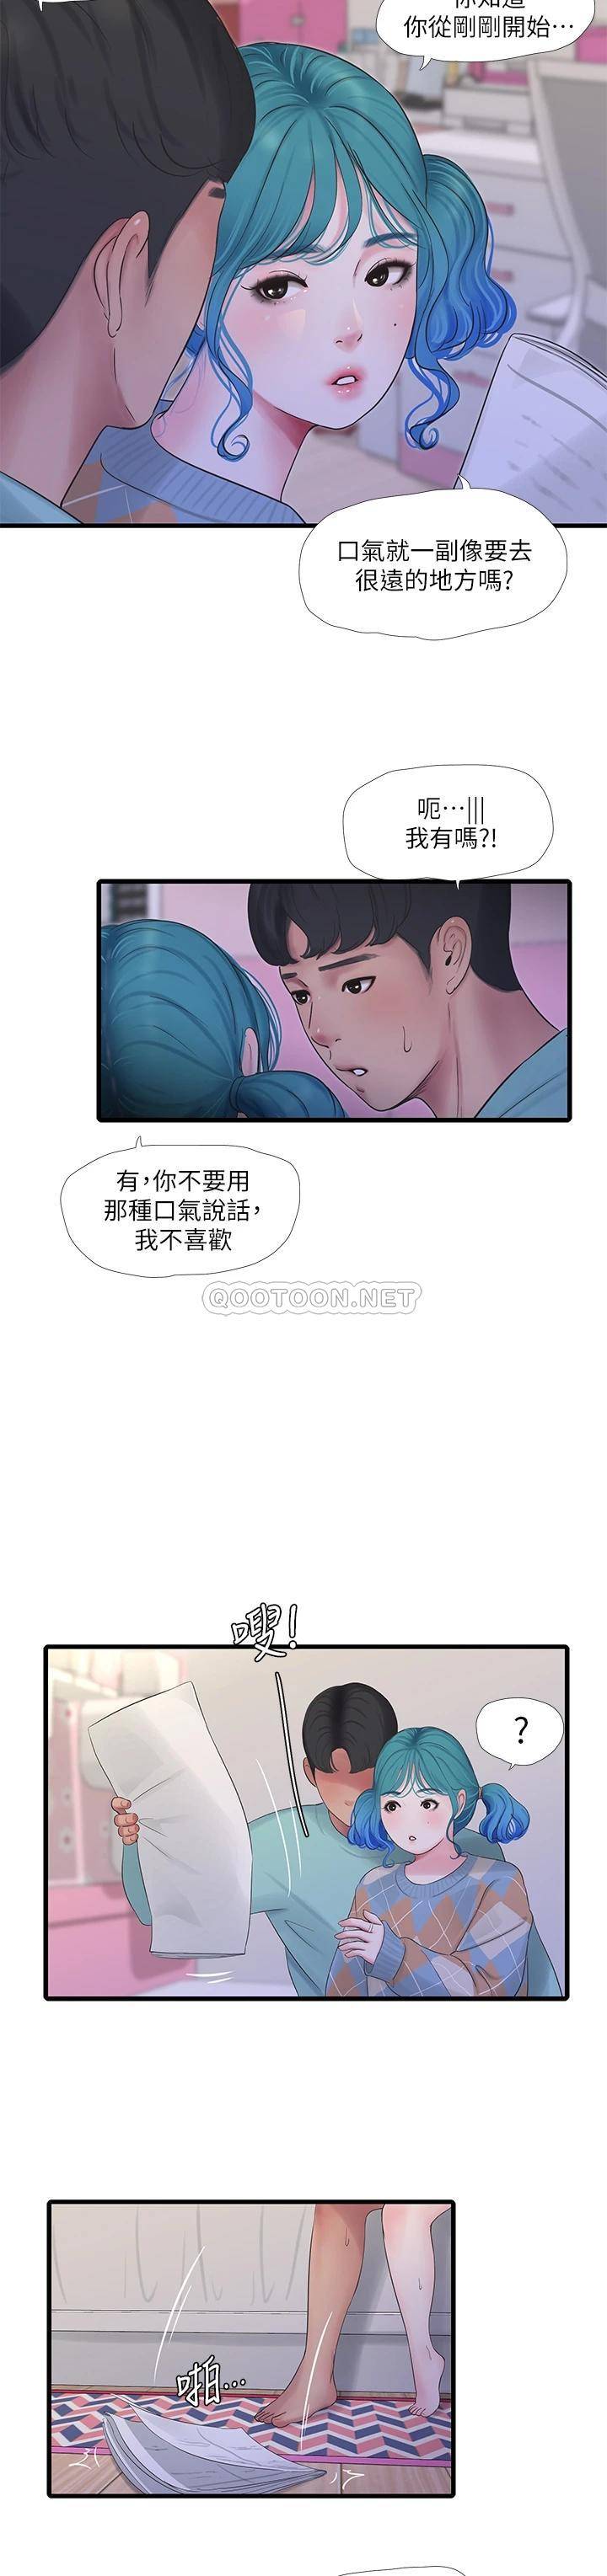 你知道
你從剛剛開始…
口氣就一副像要去
很遠的地方嗎?
呃…|||
我有嗎?!
有,你不要用
那種口氣說話,
我不喜歡
QOOTOON.NET
嗖!
?
啪…